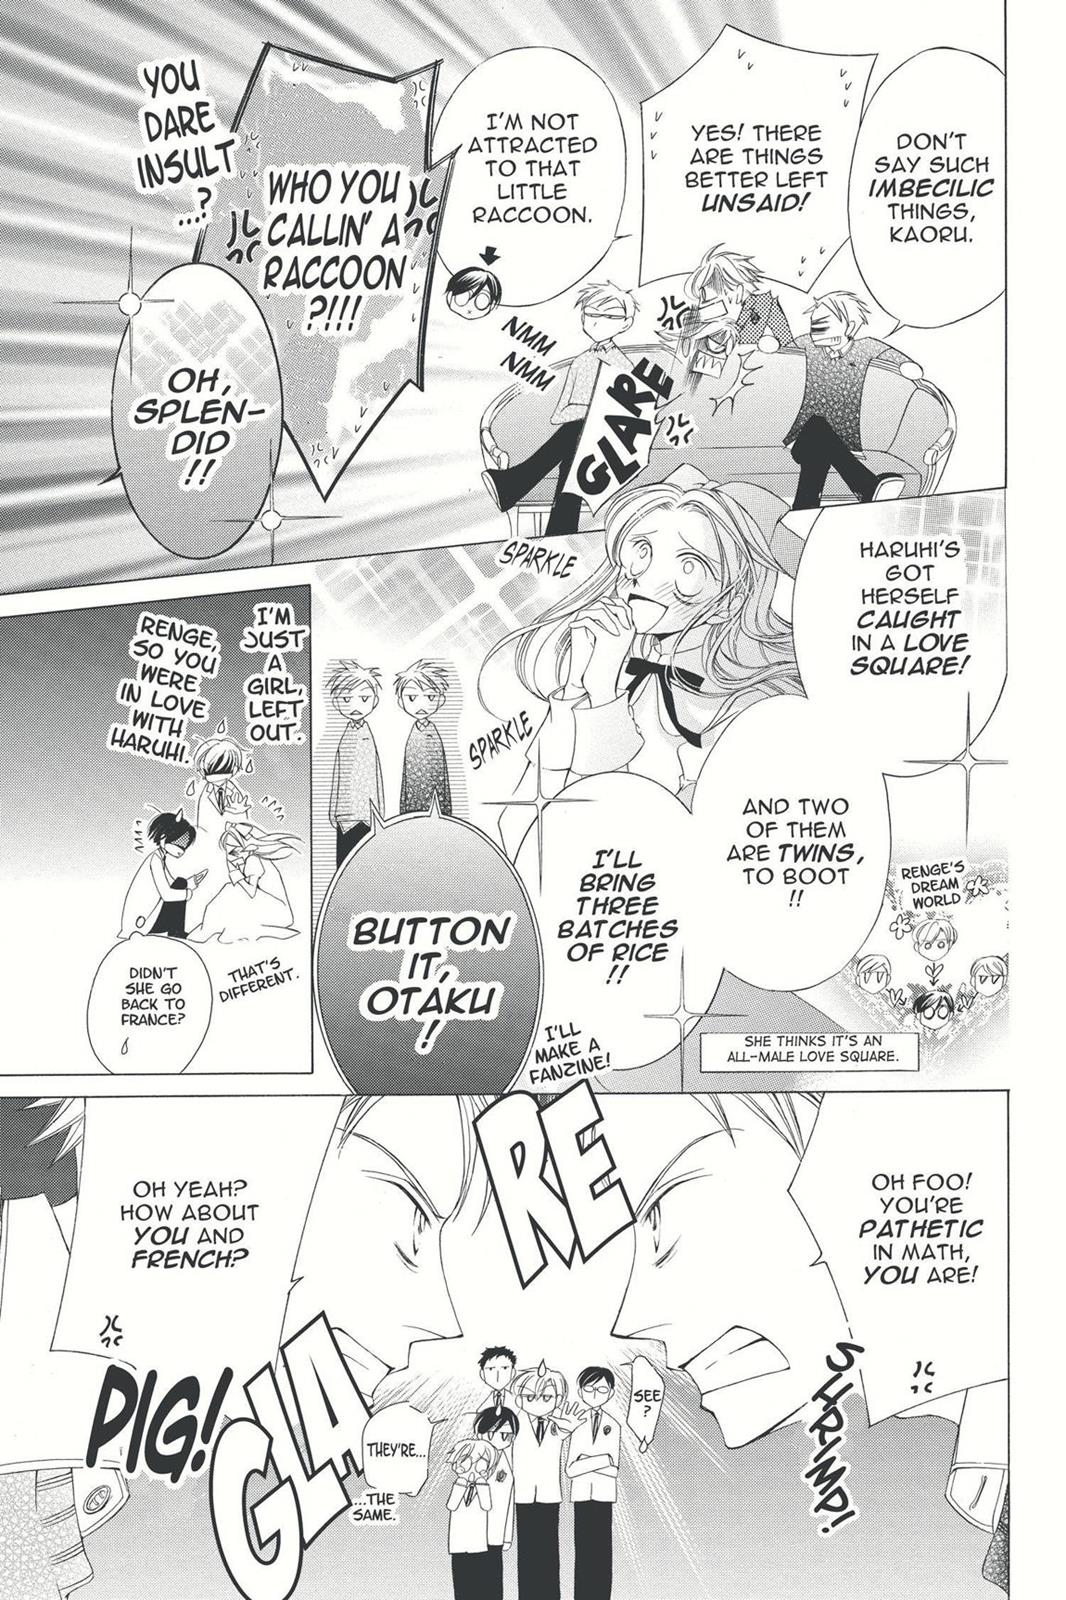 DON'T
SAY SUCH
IMBECILIC
THINGS,
KAORU.
YES! THERE
ARE THINGS
BETTER LEFT
UNSAID!
I'M NOT
ATTRACTED
TO THAT
LITTLE
RACCOON.
NMM
NMM
GLARE
WHO YOU
CALLIN' A
RACCOON
?!!!
YOU
DARE
INSULT
...?
OH,
SPLEN-
DID
!!
HARUHI'S
GOT
HERSELF
CAUGHT
IN A LOVE
SQUARE!
AND TWO
OF THEM
ARE TWINS,
TO BOOT
!!
RENGE'S
DREAM
WORLD
SHE THINKS IT'S AN
ALL-MALE LOVE SQUARE.
SPARKLE
SPARKLE
I'LL
BRING
THREE
BATCHES
OF RICE
!!
I'LL
MAKE A
FANZINE!
BUTTON
IT,
OTAKU
!
I'M
JUST
A
GIRL,
LEFT
OUT.
RENGE,
SO YOU
WERE
IN LOVE
WITH
HARUHI.
THAT'S
DIFFERENT.
DIDN'T
SHE GO
BACK TO
FRANCE?
OH FOO!
YOU'RE
PATHETIC
IN MATH,
YOU ARE!
SHRIMP!
OH YEAH?
HOW ABOUT
YOU AND
FRENCH?
PIG!
GLA
RE
SEE?
THEY'RE...
...THE
SAME.